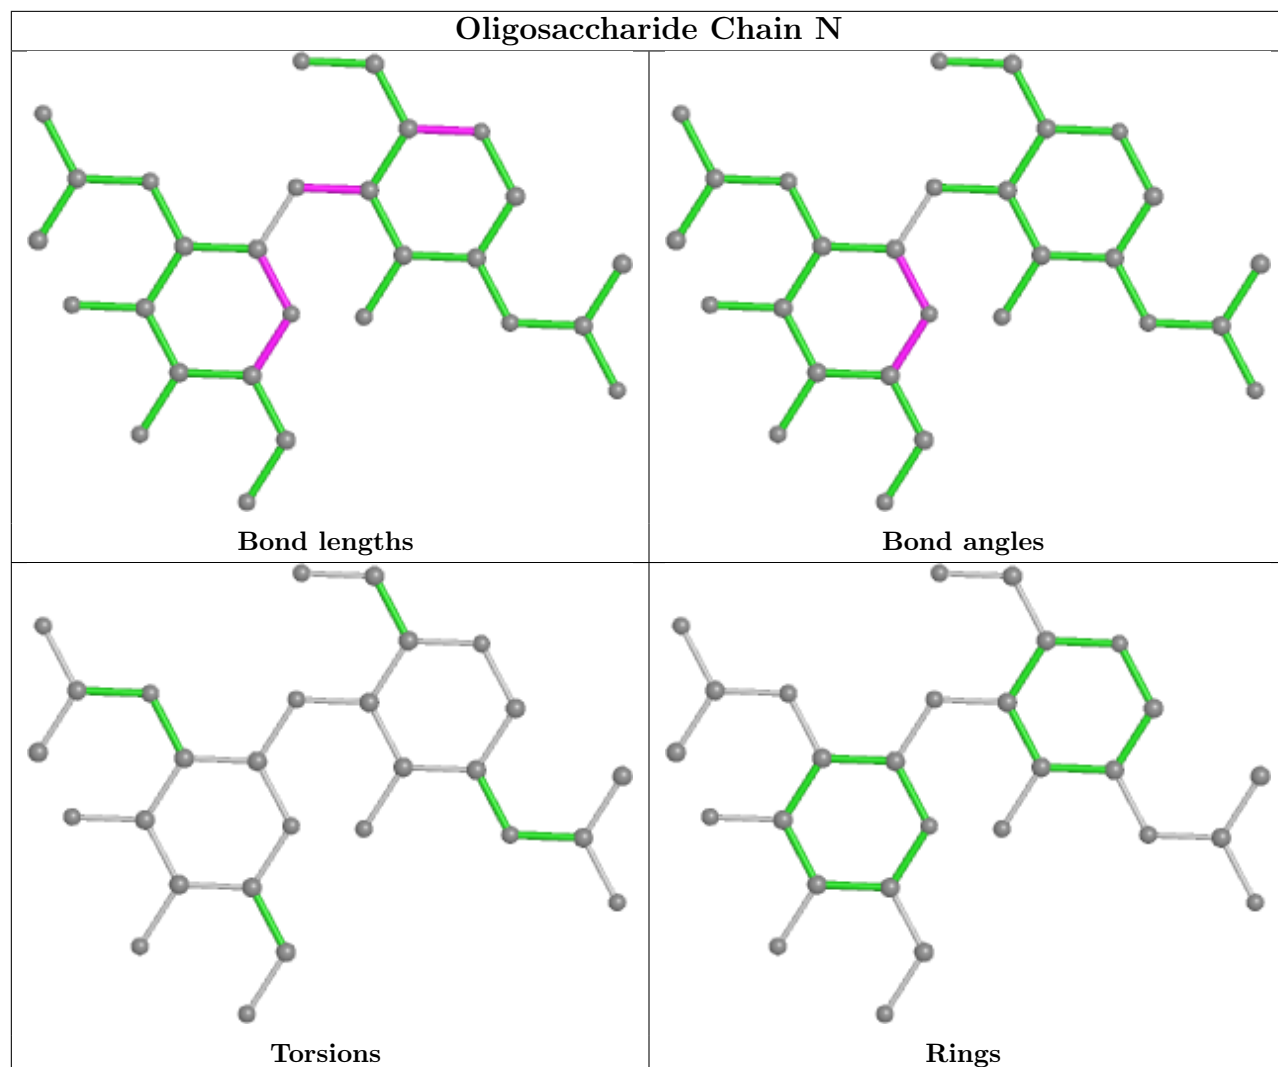 Oligosaccharide Chain N
Bond lengths
Bond angles
Torsions
Rings